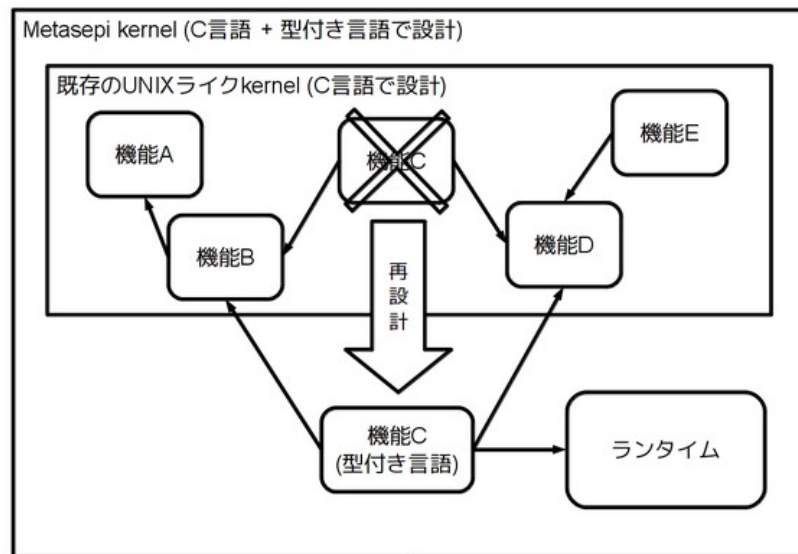 Metasepi kernel (C言語 + 型付き言語で設計)
既存のUNIXライクkernel (C言語で設計)
機能A
機能C
機能E
機能B
機能D
再
設
計
機能C
(型付き言語)
ランタイム